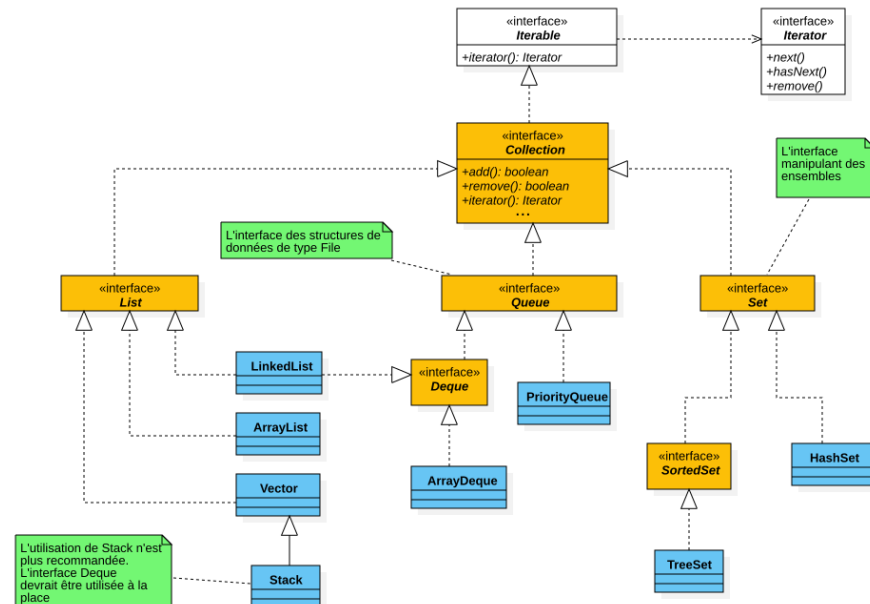 «interface»
Iterable
+iterator(): Iterator
«interface»
Iterator
+next()
+hasNext()
+remove()
«interface»
Collection
+add(): boolean
+remove(): boolean
+iterator(): Iterator
...
L'interface
manipulant des
ensembles
L'interface des structures de
données de type File
«interface»
List
«interface»
Queue
«interface»
Set
LinkedList
«interface»
Deque
PriorityQueue
ArrayList
«interface»
SortedSet
HashSet
Vector
ArrayDeque
L'utilisation de Stack n'est
plus recommandée.
L'interface Deque
devrait être utilisée à la
place
Stack
TreeSet